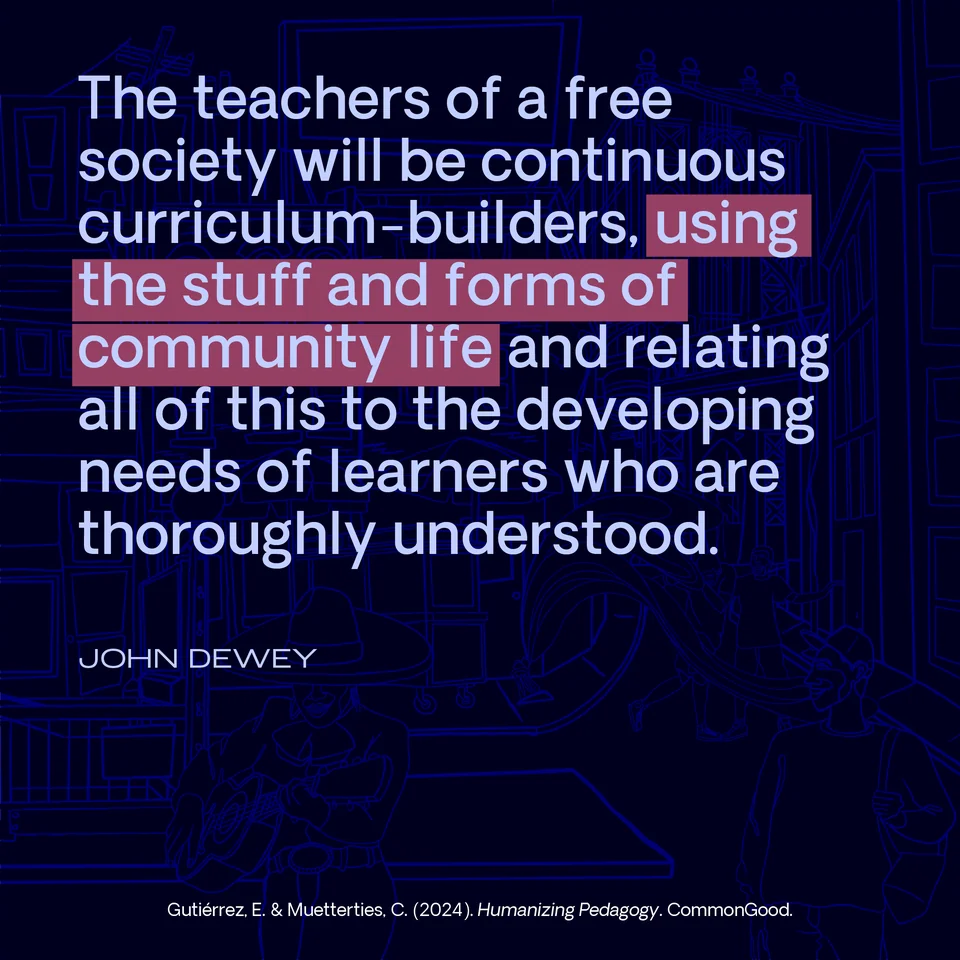 The teachers of a free
society will be continuous
curriculum-builders, using
the stuff and forms of
community life and relating
all of this to the developing
needs of learners who are
thoroughly understood.
JOHN DEWEY
Gutiérrez, E. & Muetterties, C. (2024). Humanizing Pedagogy. CommonGood.